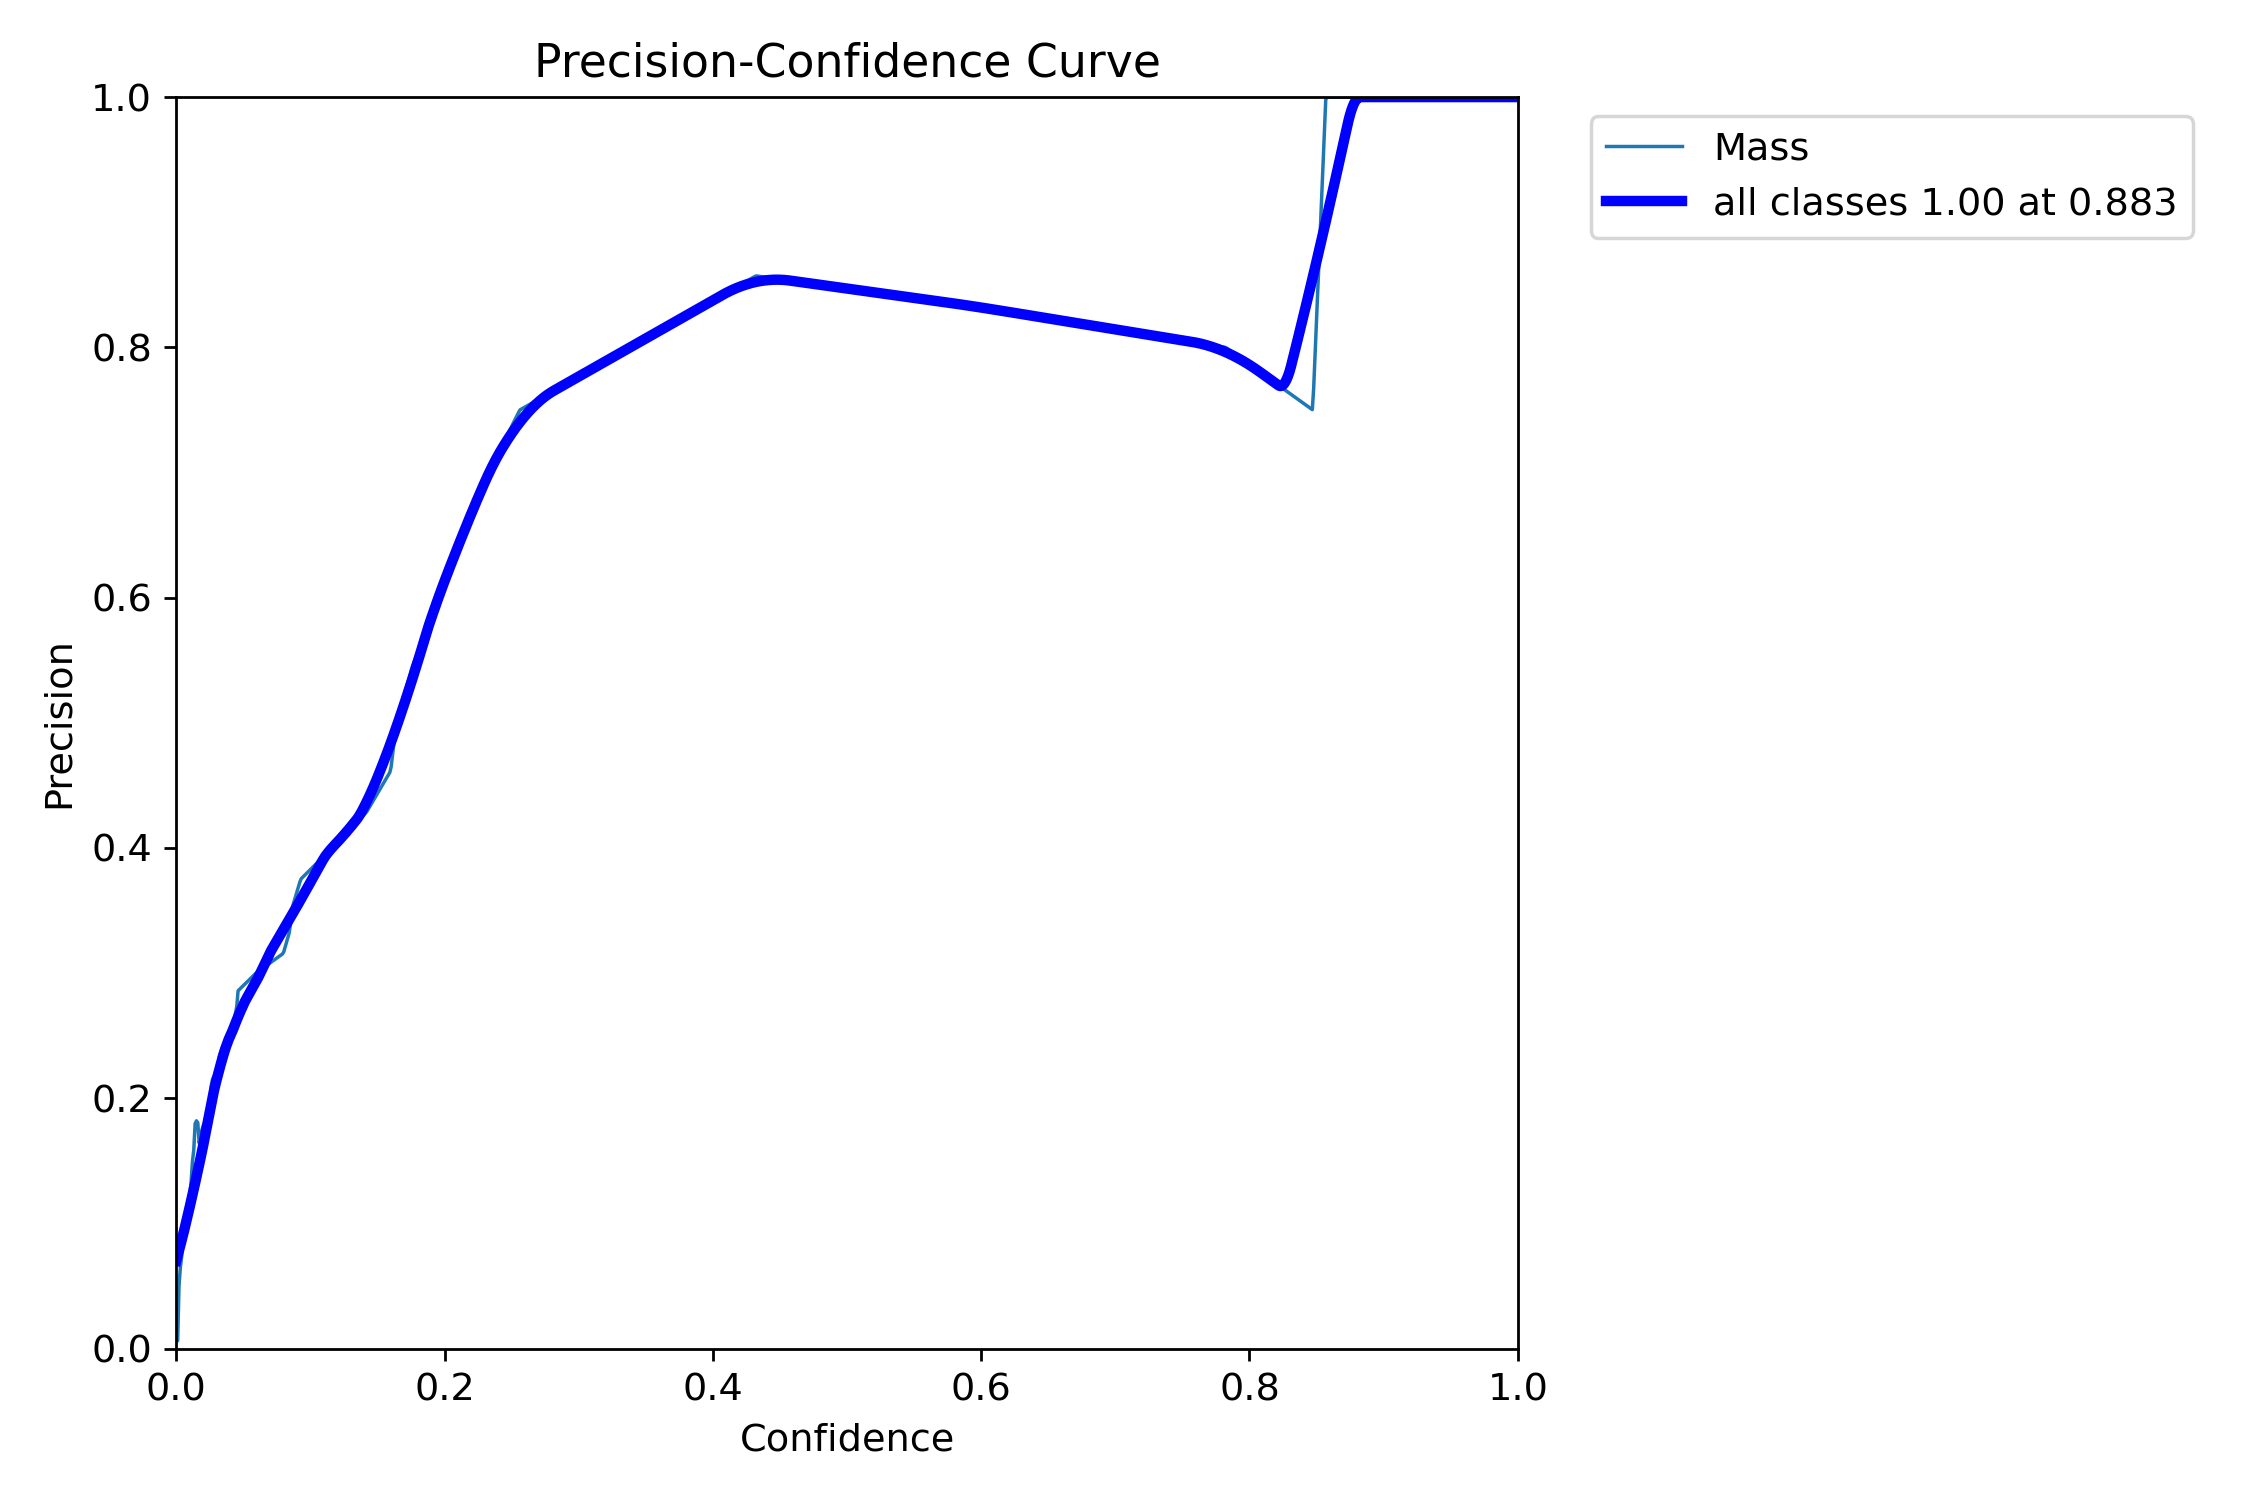 Precision-Confidence Curve
1.0
0.8
0.6
0.4
0.2
0.0
Precision
0.0 0.2 0.4 0.6 0.8 1.0
Confidence
Mass
all classes 1.00 at 0.883